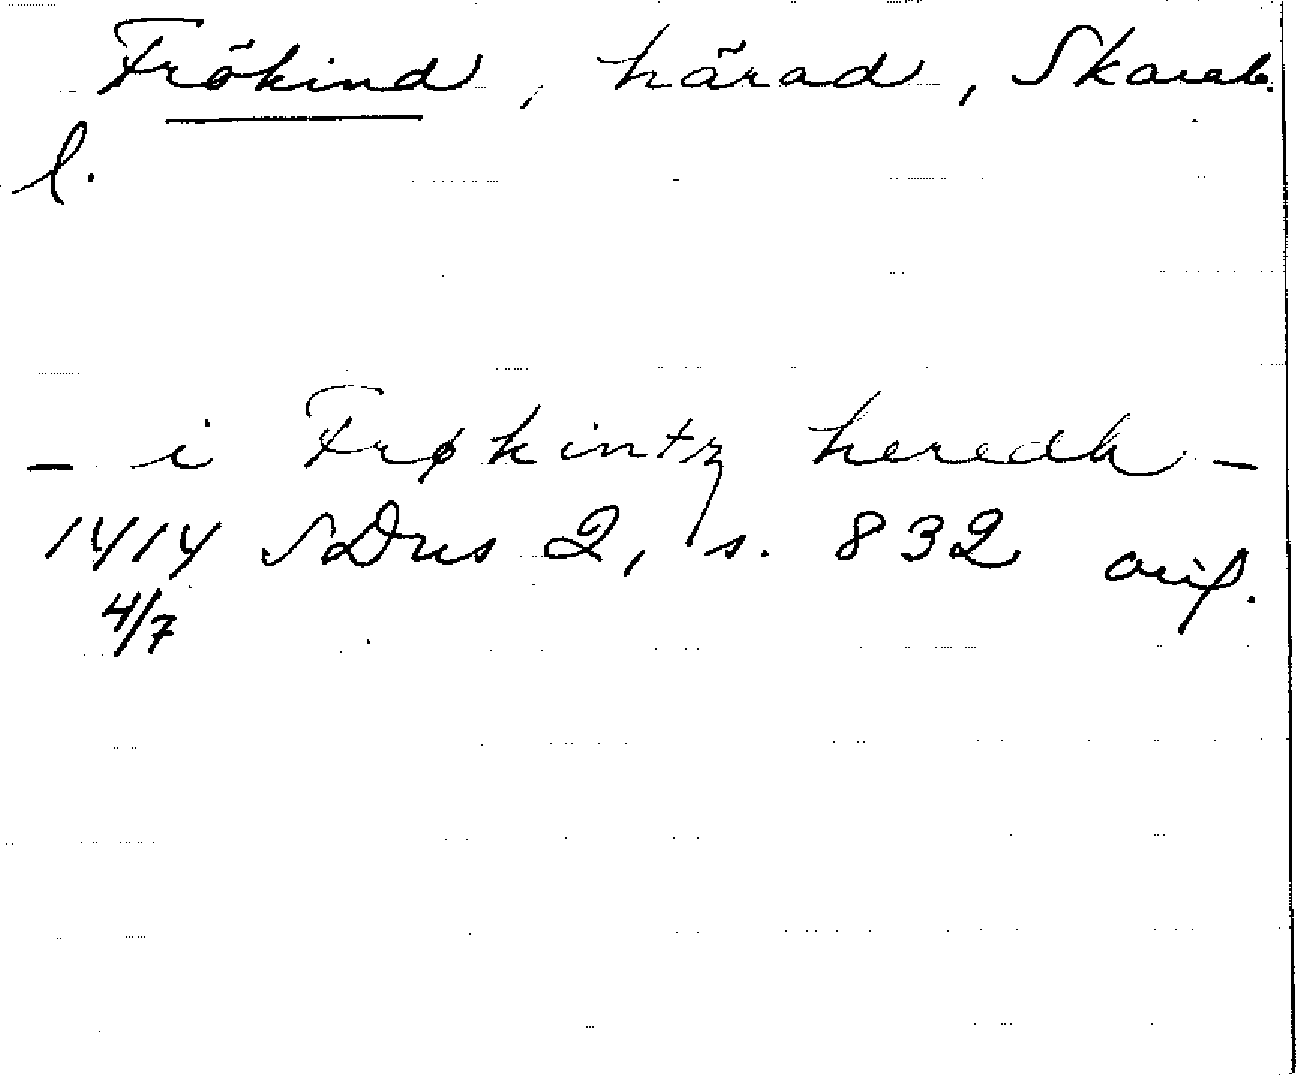 Frökind, härad, Skarab.
l.
– i Frøkintz heredh –
1414 SDns 2, s. 832 orig.
4/7